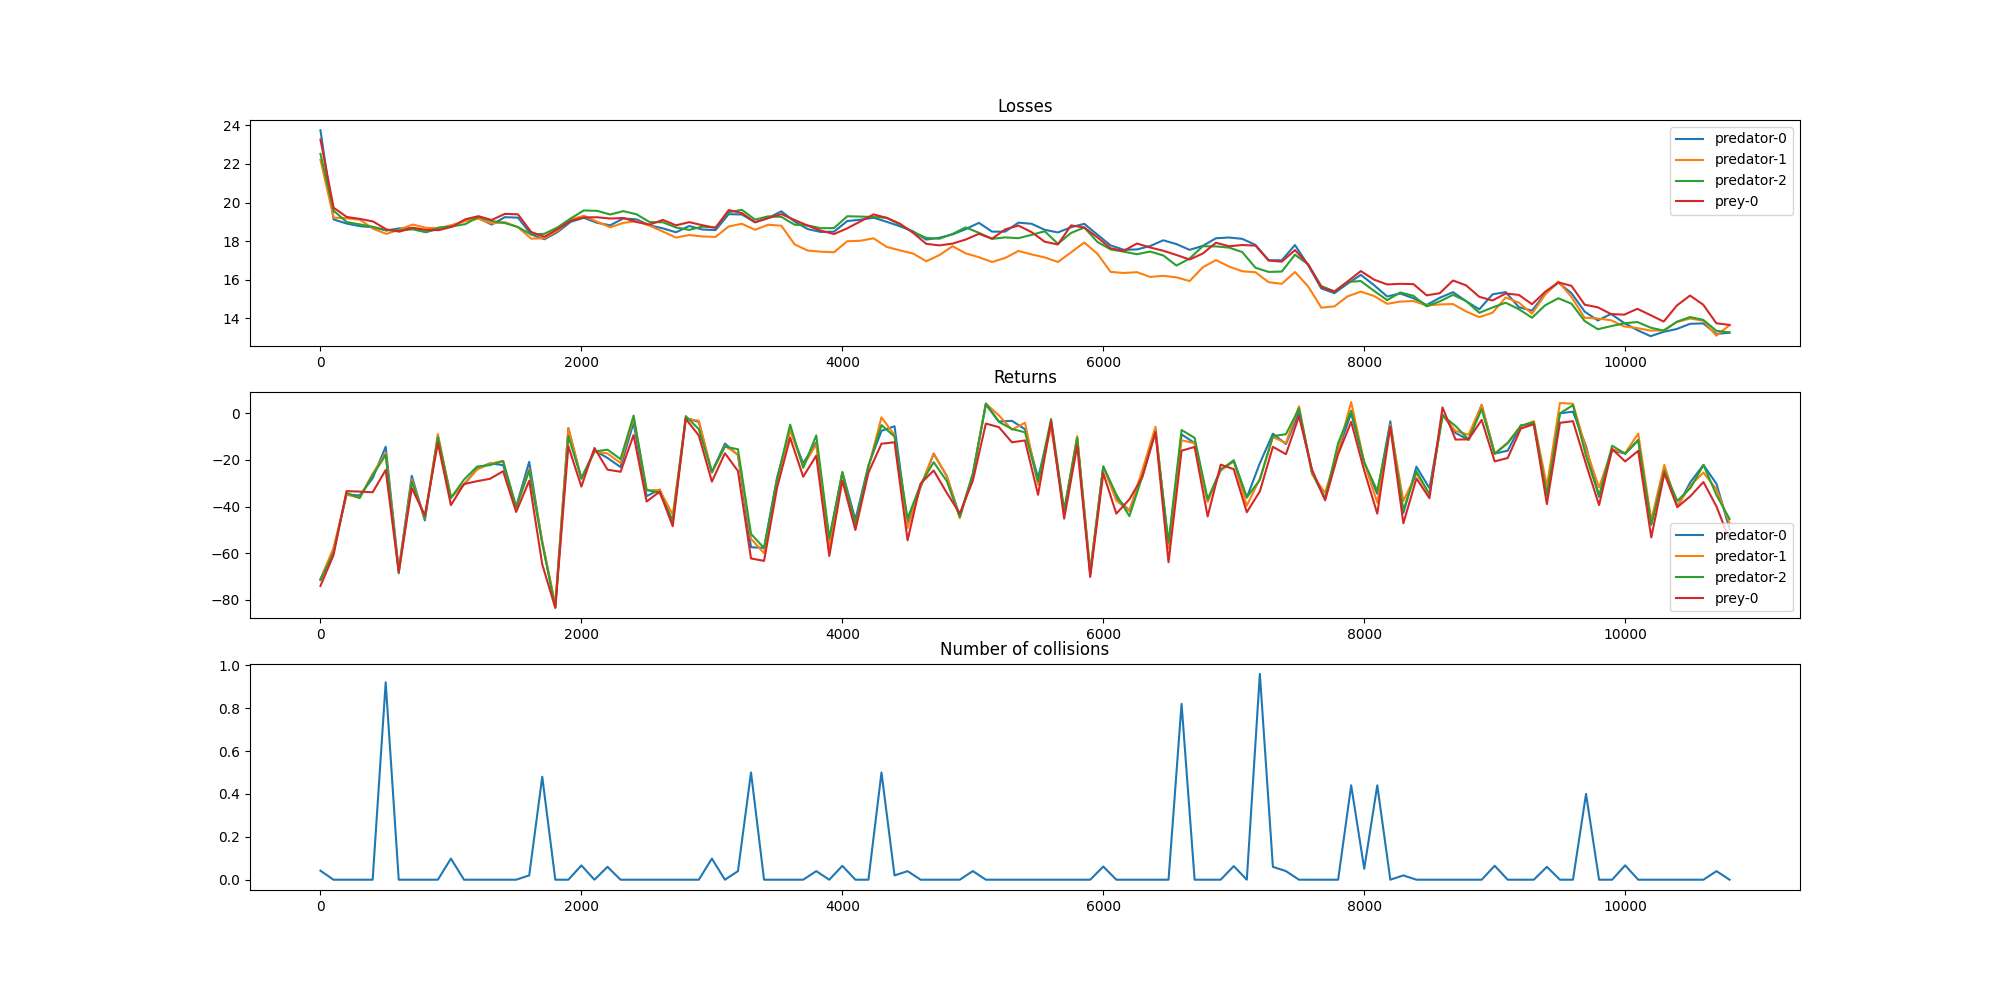 Losses
24
22
20
18
16
14
predator-0
predator-1
predator-2
prey-0
0 2000 4000 6000 8000 10000
Returns
0
−20
−40
−60
−80
predator-0
predator-1
predator-2
prey-0
0 2000 4000 6000 8000 10000
Number of collisions
1.0
0.8
0.6
0.4
0.2
0.0
0 2000 4000 6000 8000 10000